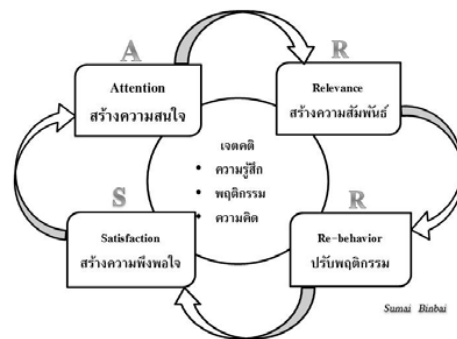 A
Attention
สร้างความสนใจ
R
Relevance
สร้างความสัมพันธ์
เจตคติ
• ความรู้สึก
• พฤติกรรม
• ความคิด
S
Satisfaction
สร้างความพึงพอใจ
R
Re-behavior
ปรับพฤติกรรม
Sumai Binbai